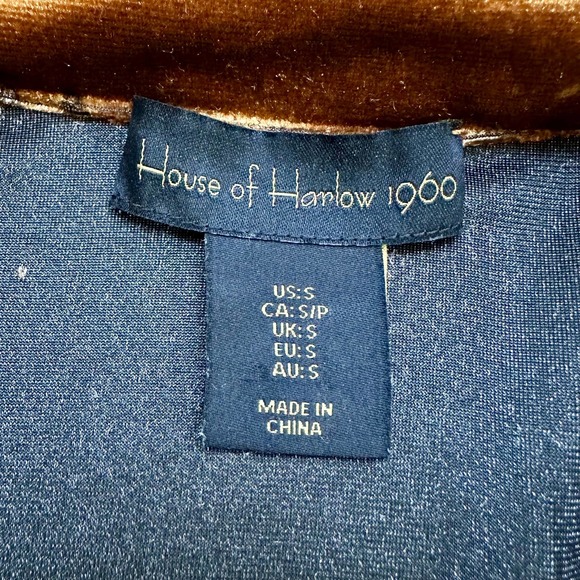 House of Harlow 1960
US: S
CA: S/P
UK: S
EU: S
AU: S
MADE IN
CHINA